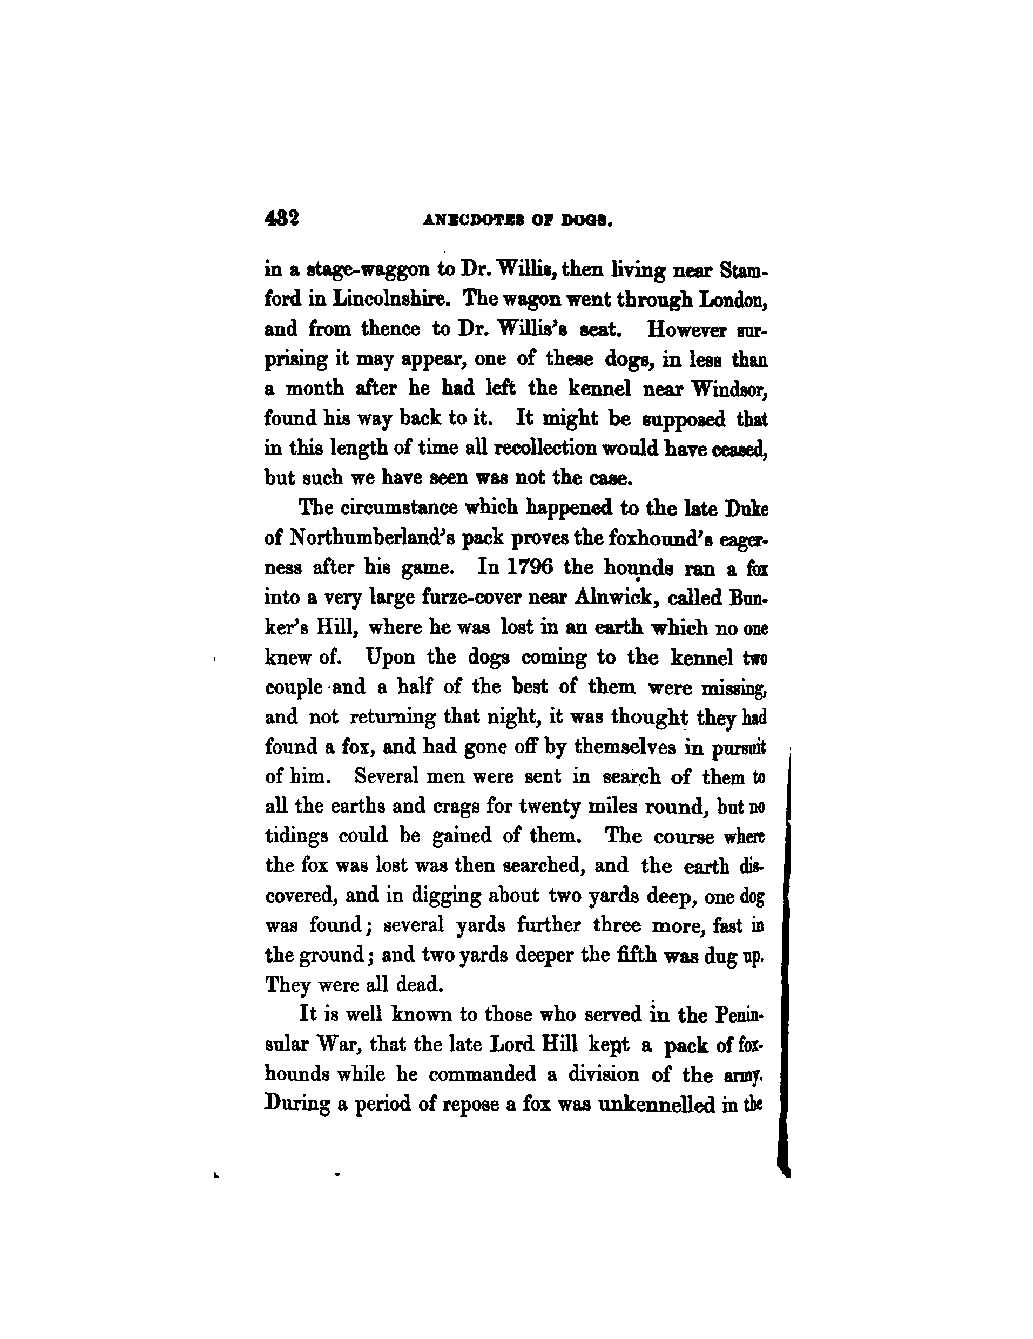 432 ANECDOTES OF DOGS.
in a stage-waggon to Dr. Willis, then living near Stam-
ford in Lincolnshire. The wagon went through London,
and from thence to Dr. Willis's seat. However sur-
prising it may appear, one of these dogs, in less than
a month after he had left the kennel near Windsor,
found his way back to it. It might be supposed that
in this length of time all recollection would have ceased,
but such we have seen was not the case.
The circumstance which happened to the late Duke
of Northumberland's pack proves the foxhound's eager-
ness after his game. In 1796 the hounds ran a fox
into a very large furze-cover near Alnwick, called Bun-
ker's Hill, where he was lost in an earth which no one
knew of. Upon the dogs coming to the kennel two
couple and a half of the best of them were missing,
and not returning that night, it was thought they had
found a fox, and had gone off by themselves in pursuit
of him. Several men were sent in search of them to
all the earths and crags for twenty miles round, but no
tidings could be gained of them. The course where
the fox was lost was then searched, and the earth dis-
covered, and in digging about two yards deep, one dog
was found; several yards further three more, fast in
the ground; and two yards deeper the fifth was dug up.
They were all dead.
It is well known to those who served in the Penin-
sular War, that the late Lord Hill kept a pack of fox-
hounds while he commanded a division of the army.
During a period of repose a fox was unkennelled in the